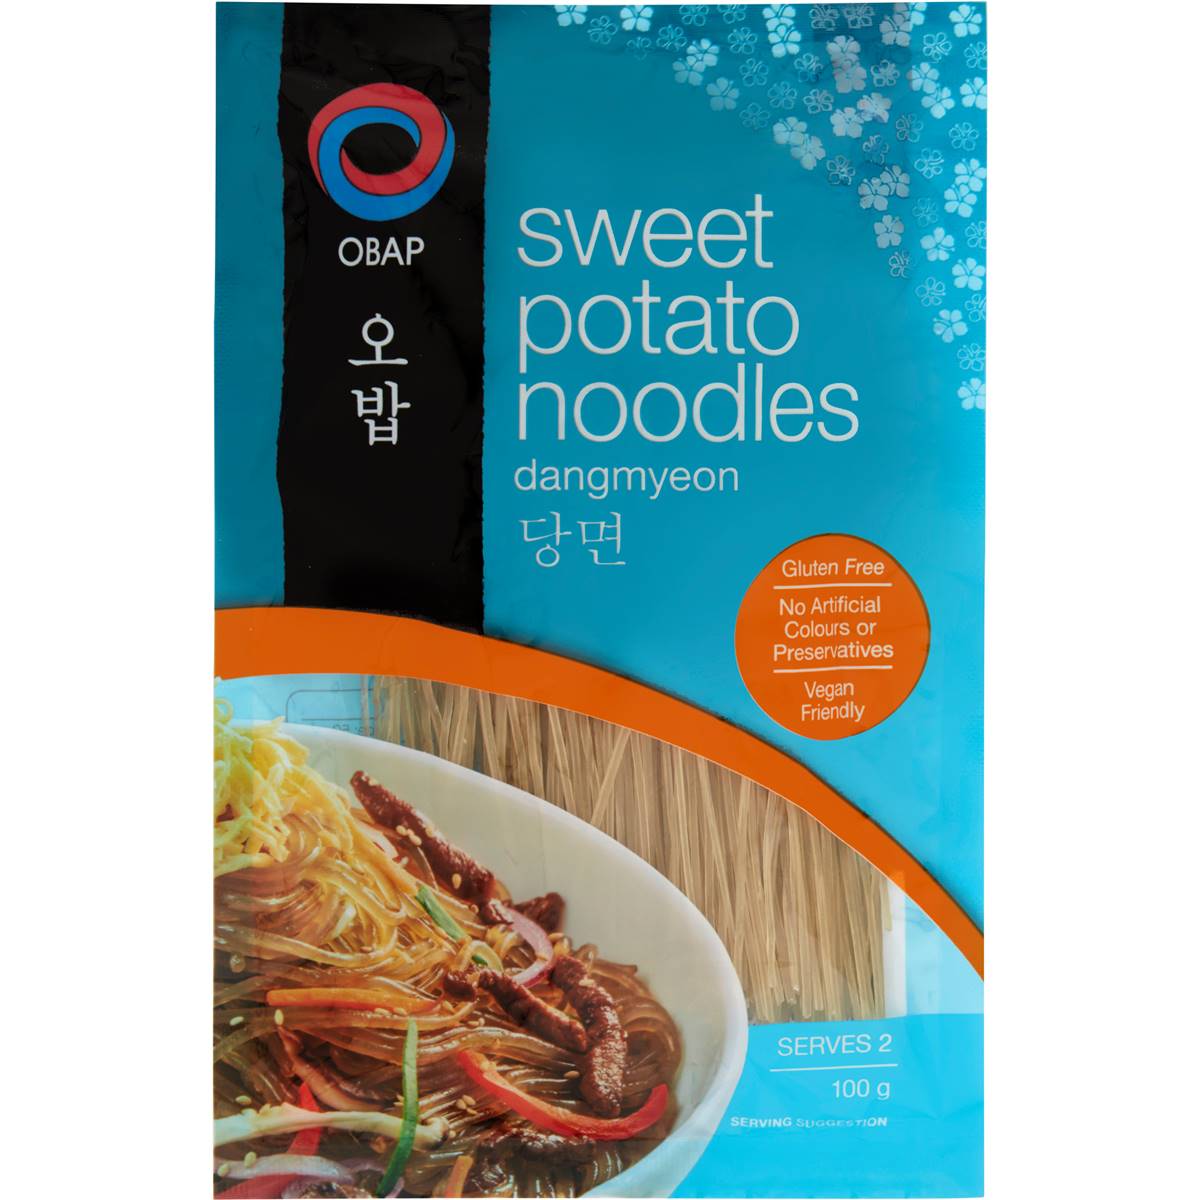 OBAP
오
밥
sweet
potato
noodles
dangmyeon
당면
Gluten Free
No Artificial
Colours or
Preservatives
Vegan
Friendly
SERVES 2
100 g
SERVING SUGGESTION